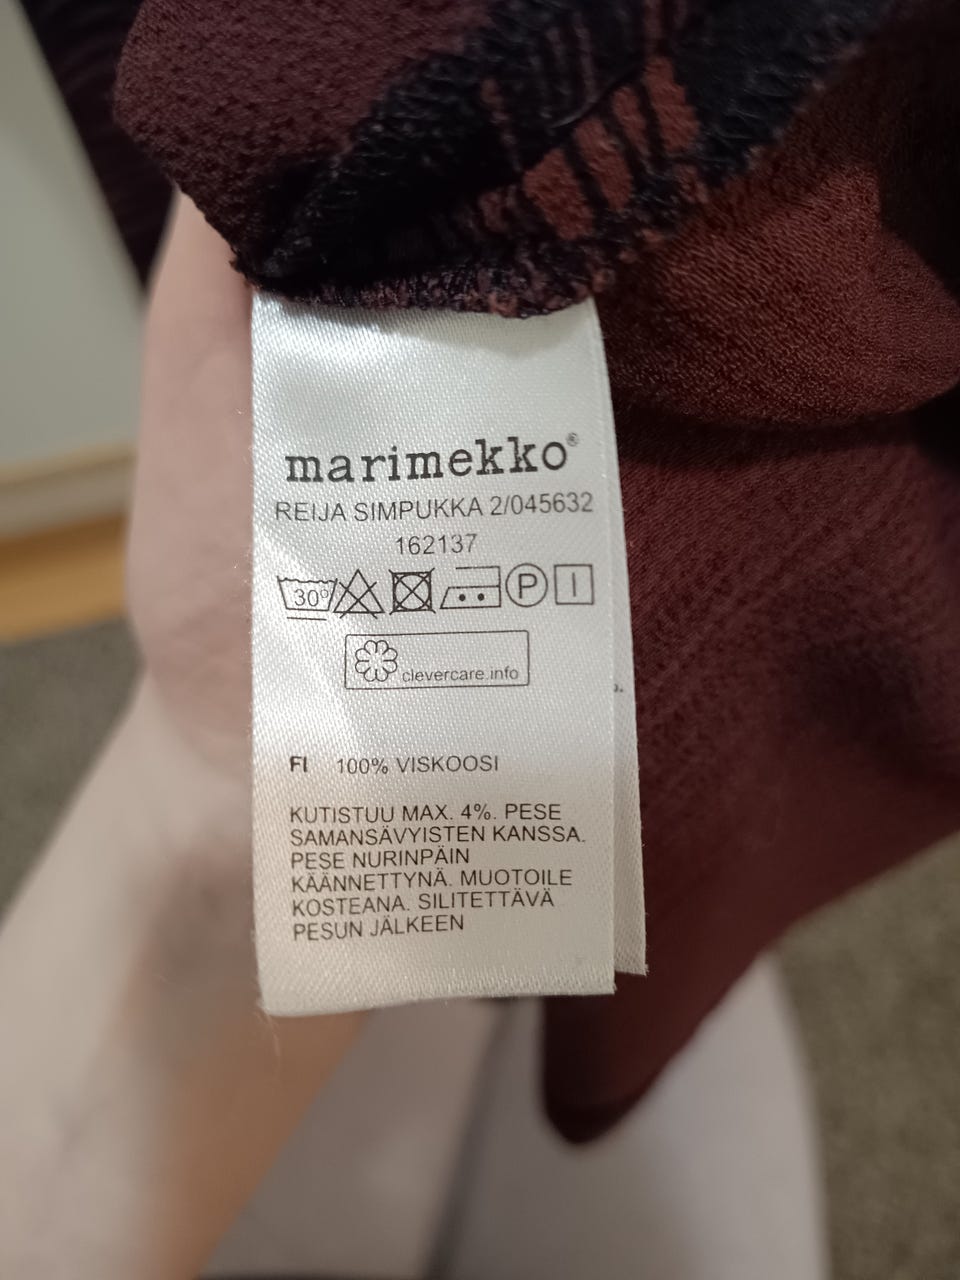 marimekko®
REIJA SIMPUKKA 2/045632
162137
30° P
clevercare.info
FI 100% VISKOOSI
KUTISTUU MAX. 4%. PESE
SAMANSÄVYISTEN KANSSA.
PESE NURINPÄIN
KÄÄNNETTYNÄ. MUOTOILE
KOSTEANA. SILITETTÄVÄ
PESUN JÄLKEEN